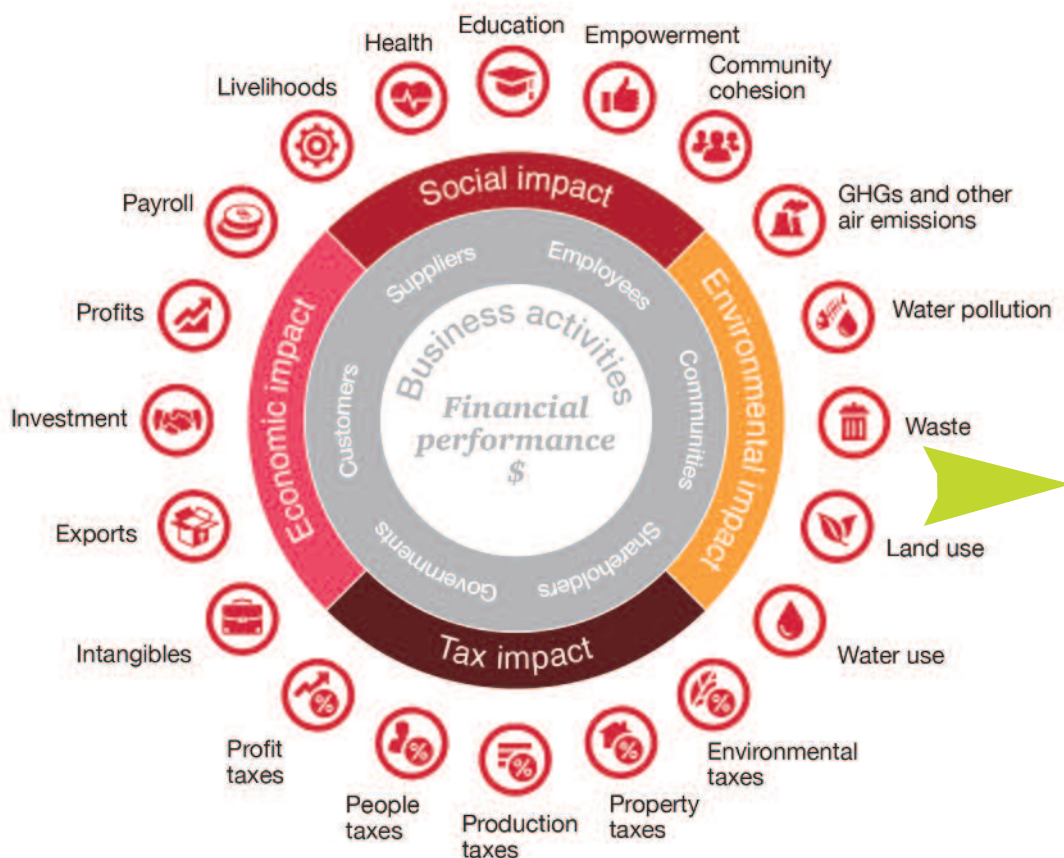 Education
Health
Empowerment
Community
cohesion
Livelihoods
GHGs and other
air emissions
Payroll
Water pollution
Profits
Waste
Investment
Land use
Exports
Water use
Intangibles
Environmental
taxes
Profit
taxes
Property
taxes
People
taxes
Production
taxes
Social impact
Environmental impact
Tax impact
Economic impact
Suppliers
Employees
Communities
Shareholders
Governments
Customers
Business activities
Financial
performance
$
%
%
%
%
%